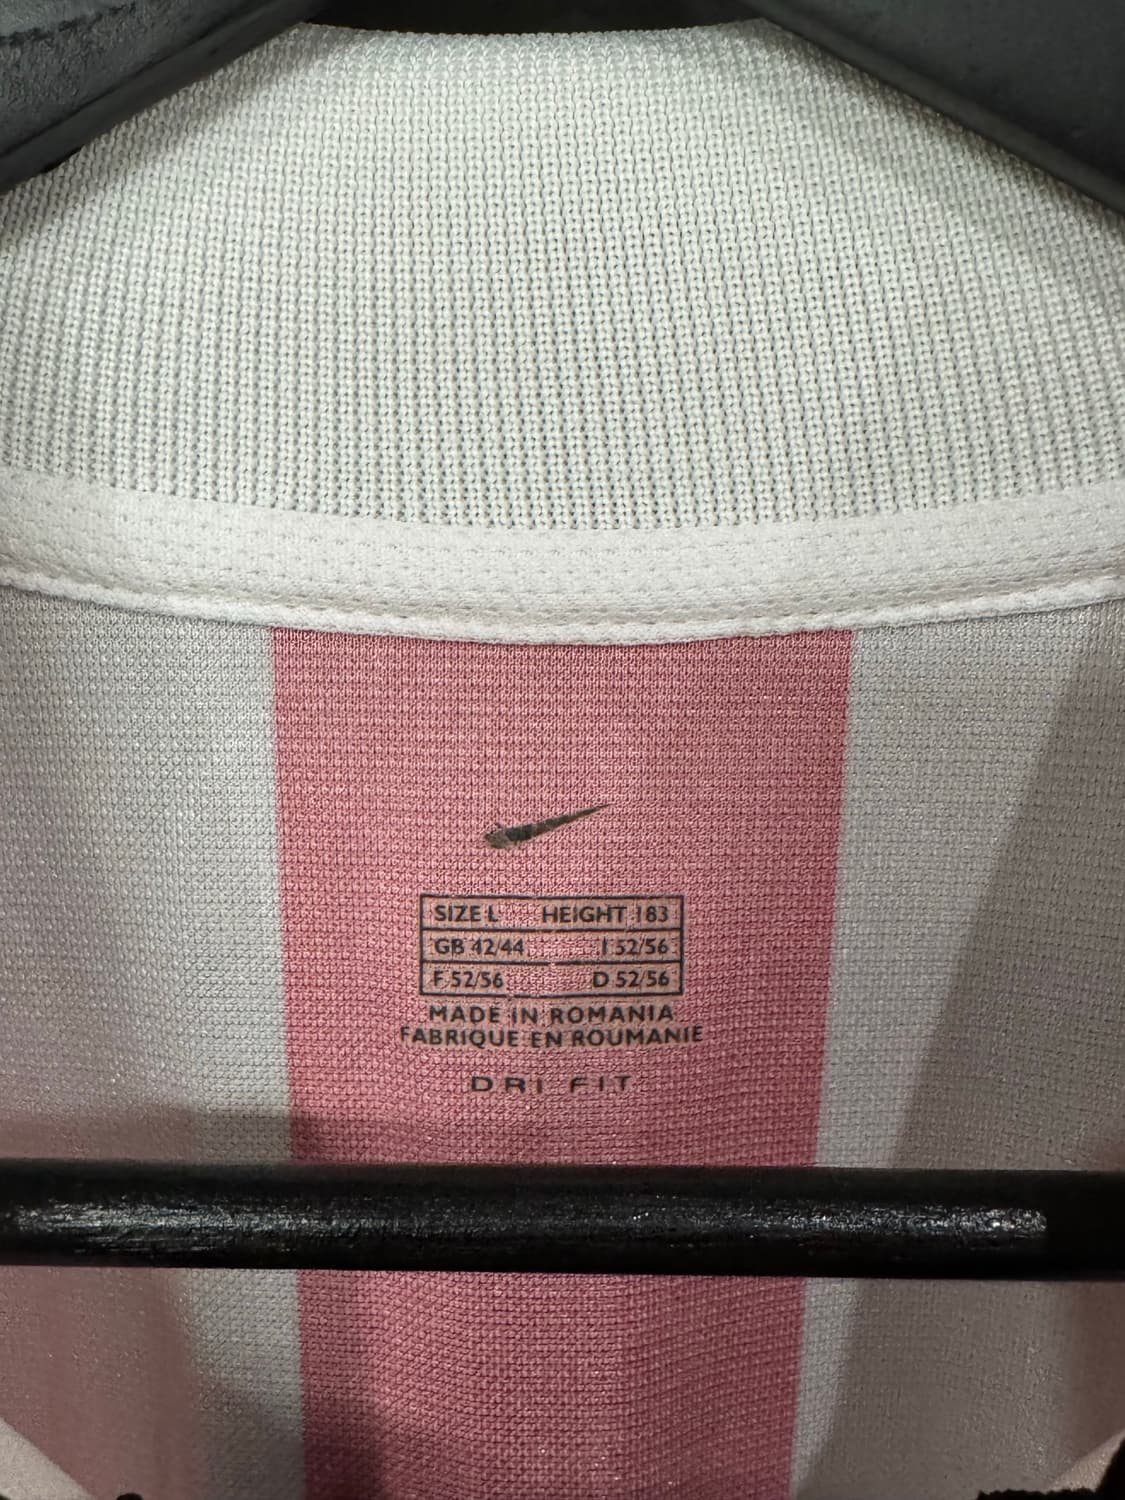 SIZE L HEIGHT 183
GB 42/44 I 52/56
F 52/56 D 52/56
MADE IN ROMANIA
FABRIQUE EN ROUMANIE
DRI FIT